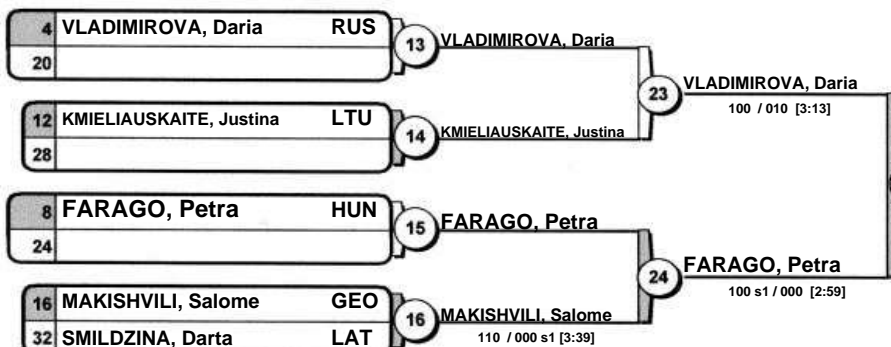 4 VLADIMIROVA, Daria RUS
20
13
VLADIMIROVA, Daria
12 KMIELIAUSKAITE, Justina LTU
28
14
KMIELIAUSKAITE, Justina
23
VLADIMIROVA, Daria
100 / 010 [3:13]
8 FARAGO, Petra HUN
24
15
FARAGO, Petra
16 MAKISHVILI, Salome GEO
32 SMILDZINA, Darta LAT
16
MAKISHVILI, Salome
110 / 000 s1 [3:39]
24
FARAGO, Petra
100 s1 / 000 [2:59]